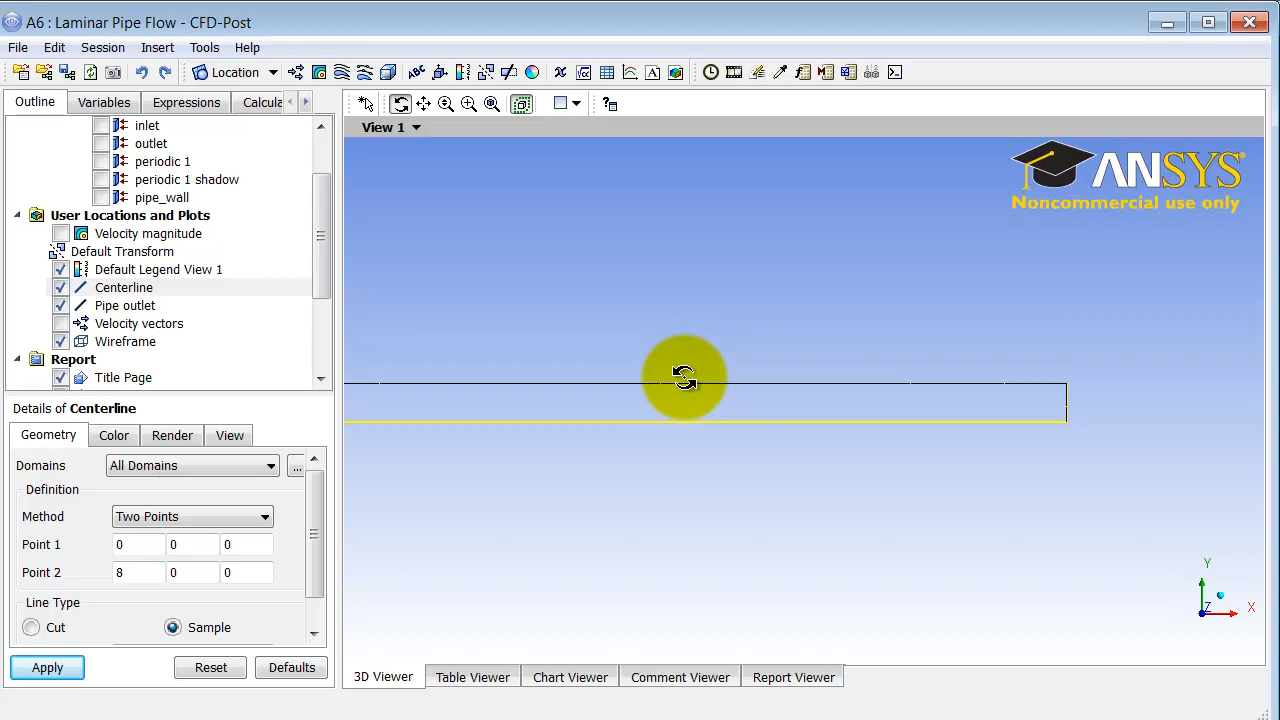 A6 : Laminar Pipe Flow - CFD-Post
File Edit Session Insert Tools Help
Location
Outline Variables Expressions Calcula
View 1
inlet
outlet
periodic 1
periodic 1 shadow
pipe_wall
User Locations and Plots
Velocity magnitude
Default Transform
Default Legend View 1
Centerline
Pipe outlet
Velocity vectors
Wireframe
Report
Title Page
Details of Centerline
Geometry Color Render View
Domains All Domains ...
Definition
Method Two Points
Point 1 0 0 0
Point 2 8 0 0
Line Type
Cut Sample
Apply Reset Defaults
ANSYS
Noncommercial use only
Y
Z X
3D Viewer Table Viewer Chart Viewer Comment Viewer Report Viewer